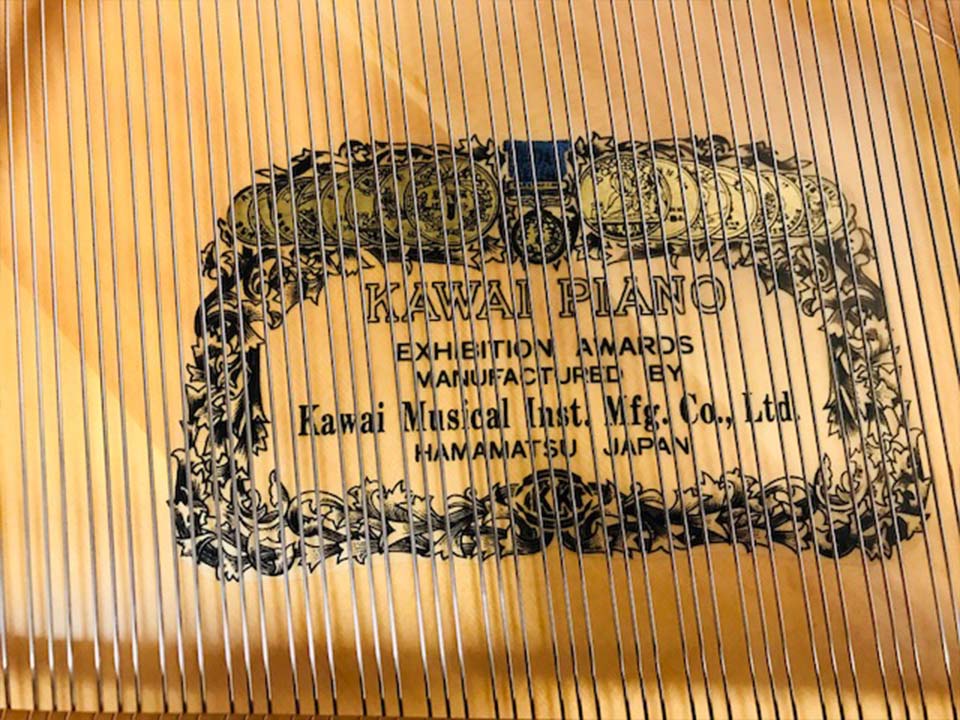 KAWAI PIANO
EXHIBITION AWARDS
MANUFACTURED BY
Kawai Musical Inst. Mfg. Co., Ltd.
HAMAMATSU JAPAN
K